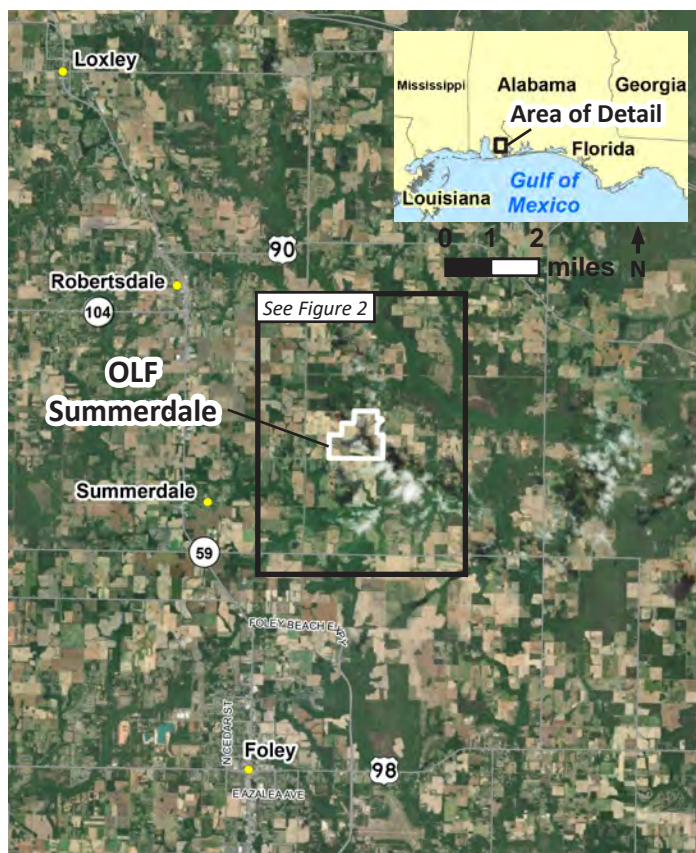 Loxley
Mississippi
Alabama
Georgia
Area of Detail
Florida
Louisiana
Gulf of
Mexico
0 1 2
miles N
90
Robertsdale
104
See Figure 2
OLF
Summerdale
Summerdale
59
FOLEY BEACH EXPY
N CEDAR ST
Foley
98
E AZALEA AVE